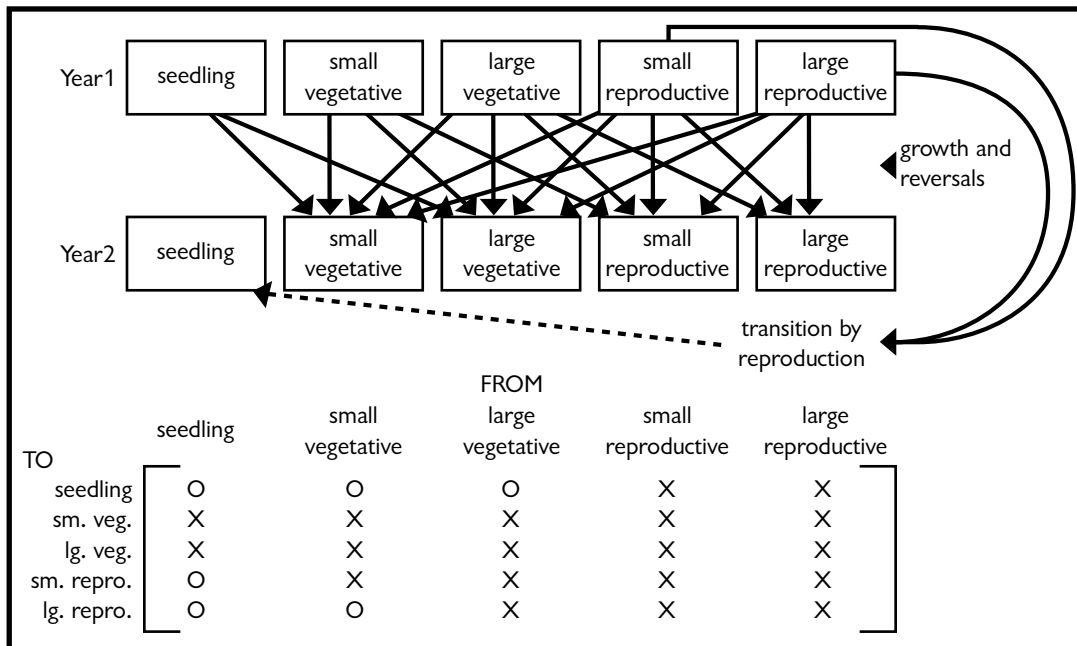 Year1
seedling
small
vegetative
large
vegetative
small
reproductive
large
reproductive
growth and
reversals
Year2
seedling
small
vegetative
large
vegetative
small
reproductive
large
reproductive
transition by
reproduction
FROM
seedling
small
vegetative
large
vegetative
small
reproductive
large
reproductive
TO
seedling O O O X X
sm. veg. X X X X X
lg. veg. X X X X X
sm. repro. O X X X X
lg. repro. O O X X X